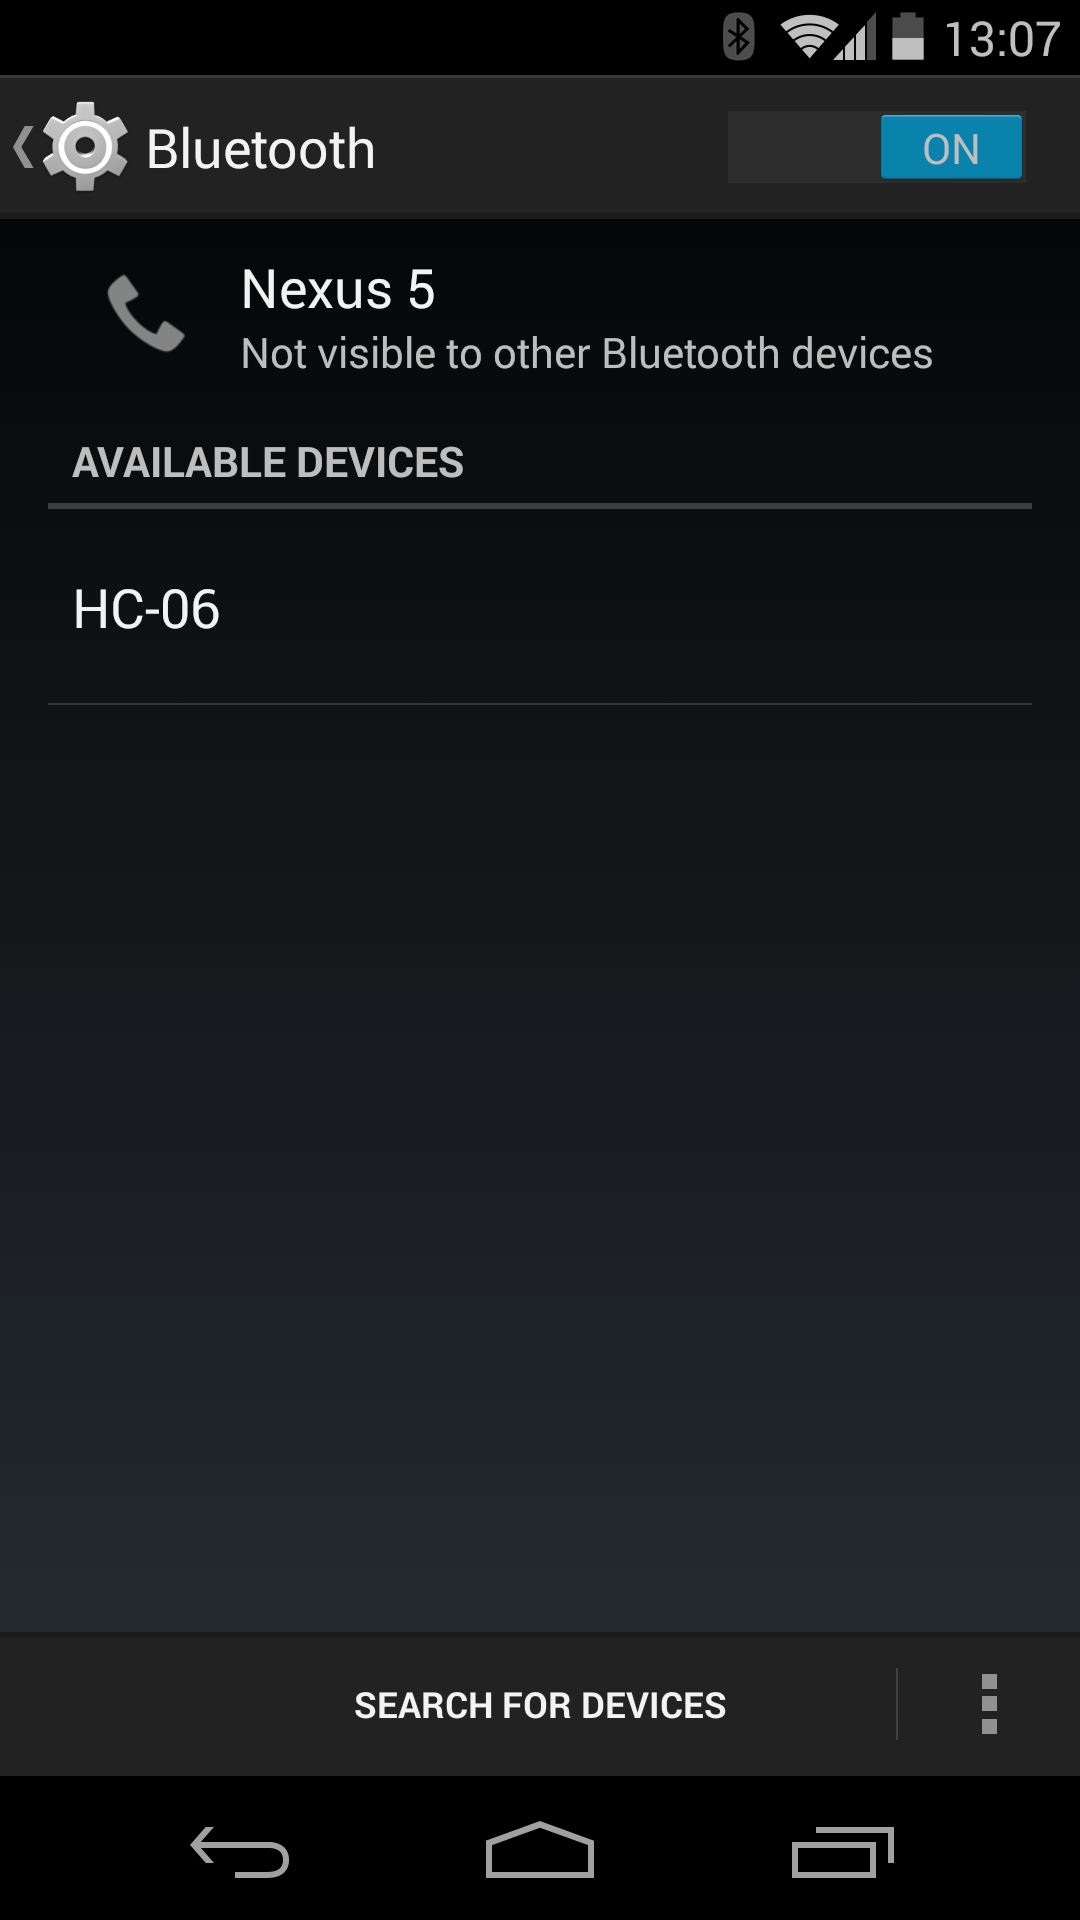 13:07
Bluetooth
ON
Nexus 5
Not visible to other Bluetooth devices
AVAILABLE DEVICES
HC-06
SEARCH FOR DEVICES